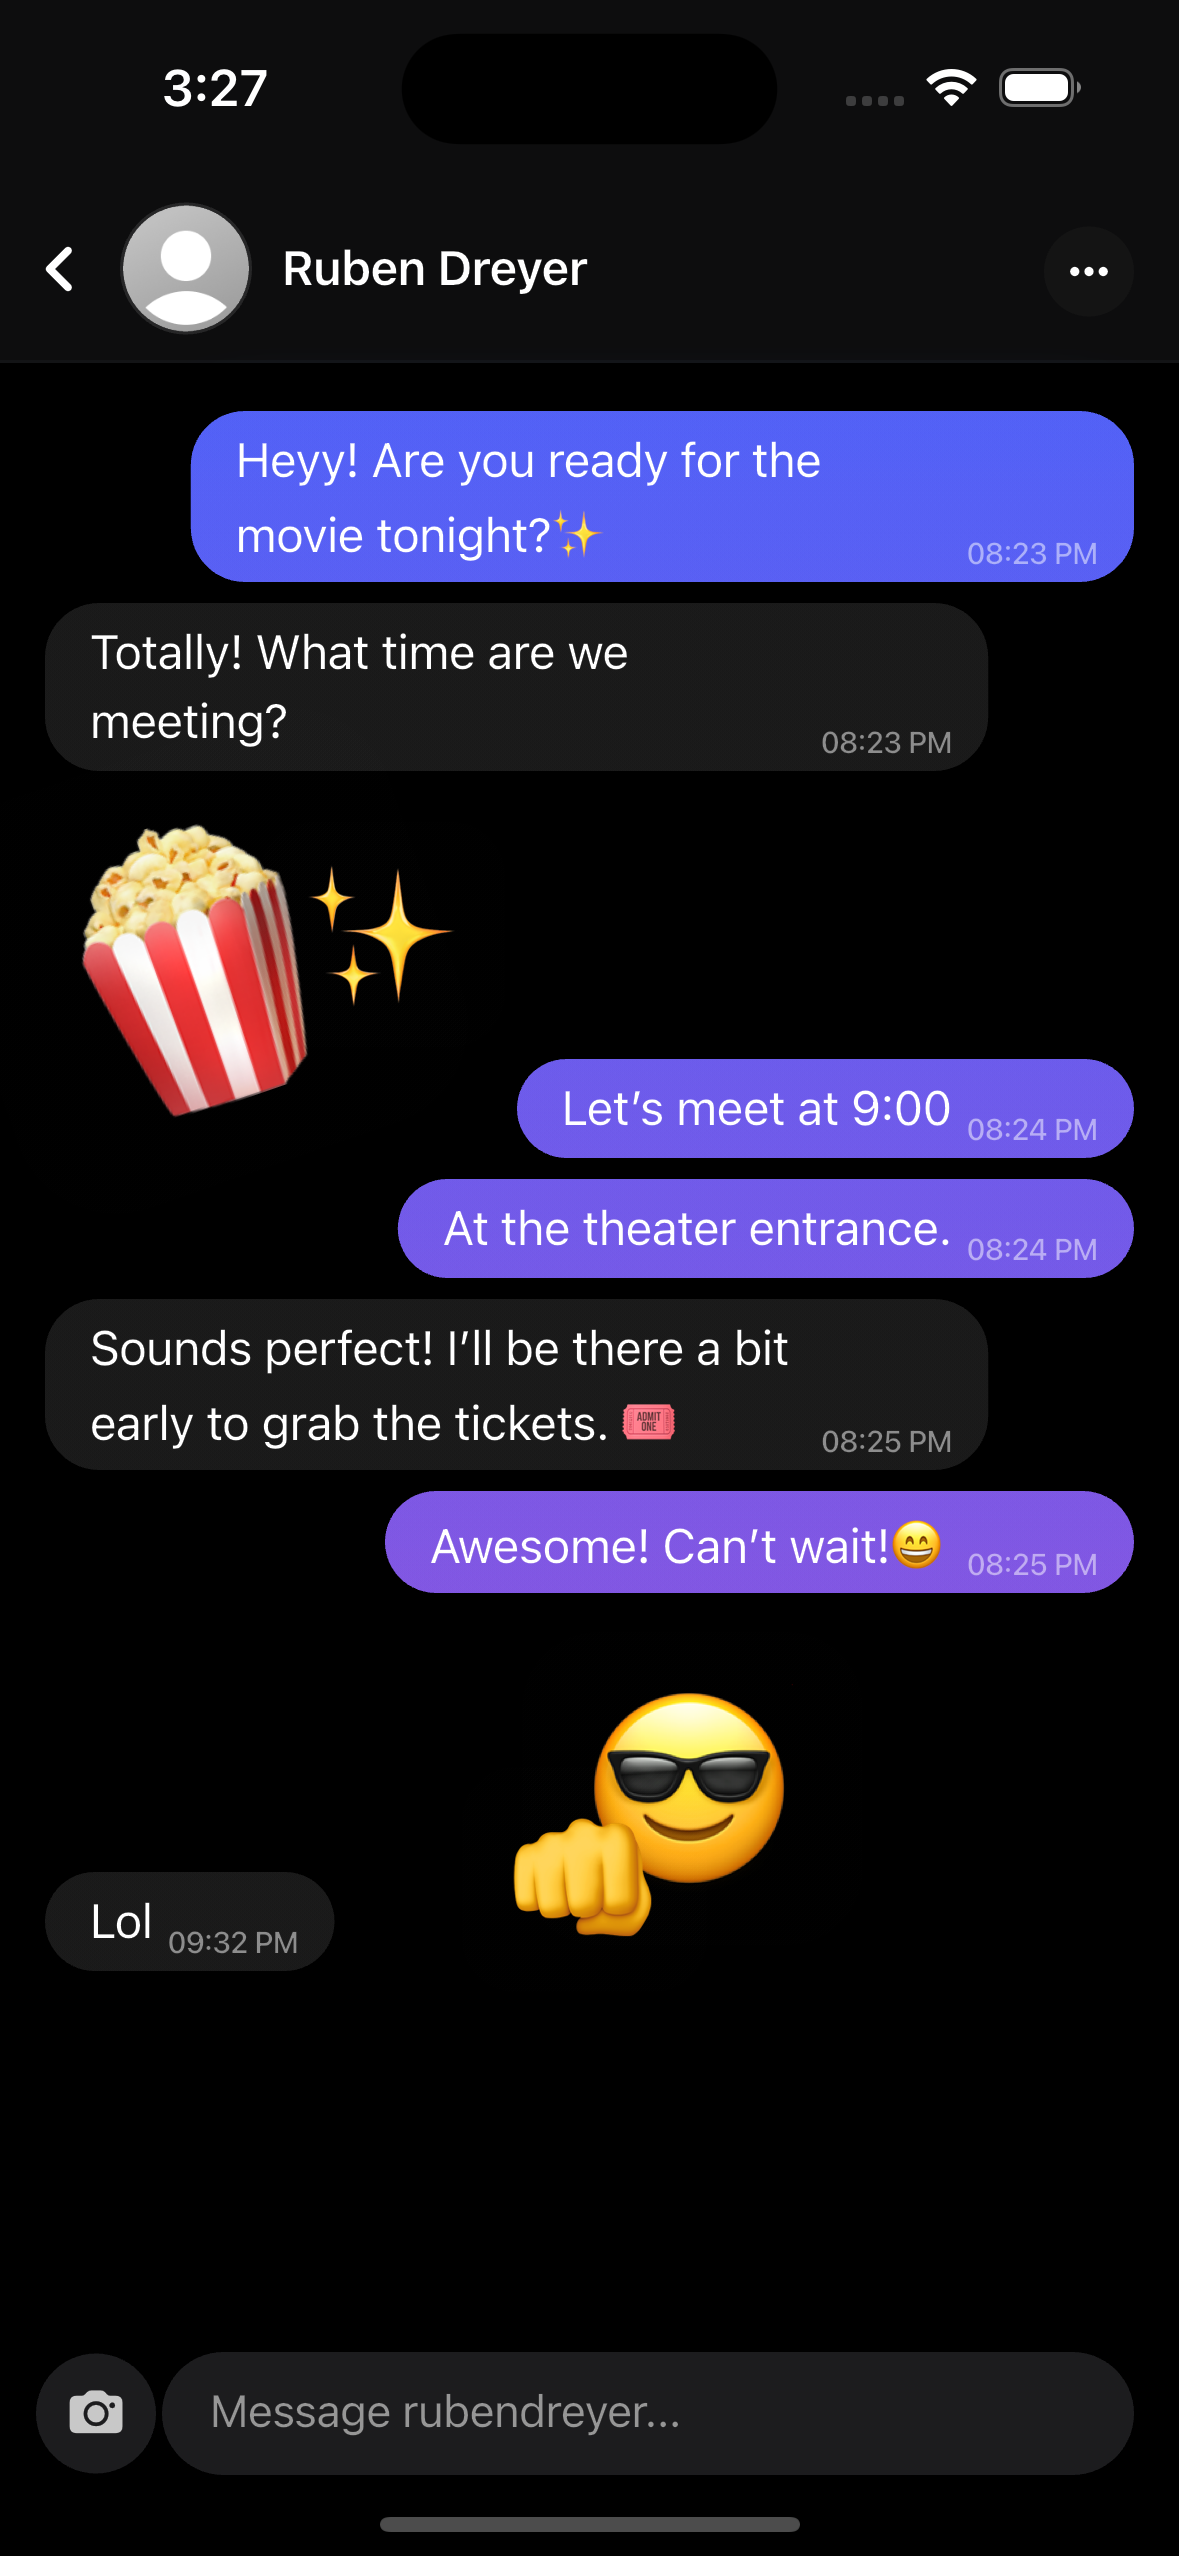 3:27
Ruben Dreyer
Heyy! Are you ready for the
movie tonight?✨
08:23 PM
Totally! What time are we
meeting?
08:23 PM
Let’s meet at 9:00
08:24 PM
At the theater entrance.
08:24 PM
Sounds perfect! I’ll be there a bit
early to grab the tickets. 🎟️
08:25 PM
Awesome! Can’t wait!😄
08:25 PM
Lol
09:32 PM
Message rubendreyer...